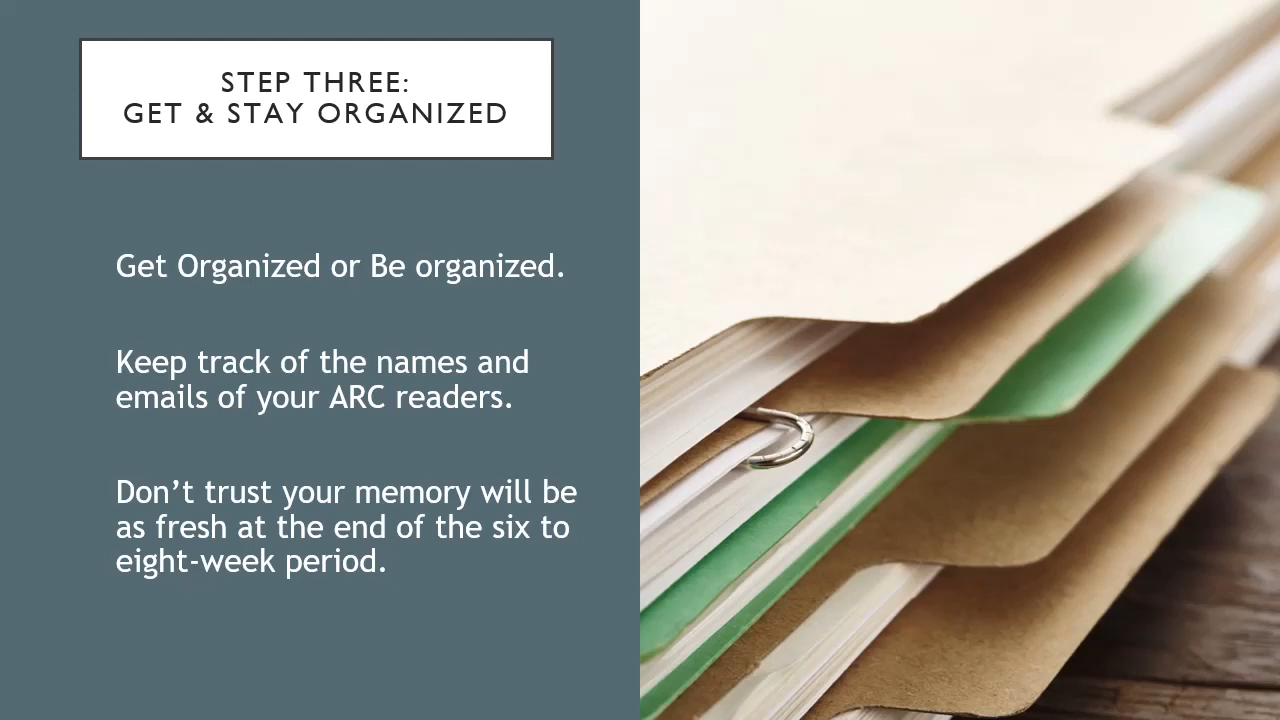 STEP THREE:
GET & STAY ORGANIZED
Get Organized or Be organized.
Keep track of the names and
emails of your ARC readers.
Don’t trust your memory will be
as fresh at the end of the six to
eight-week period.